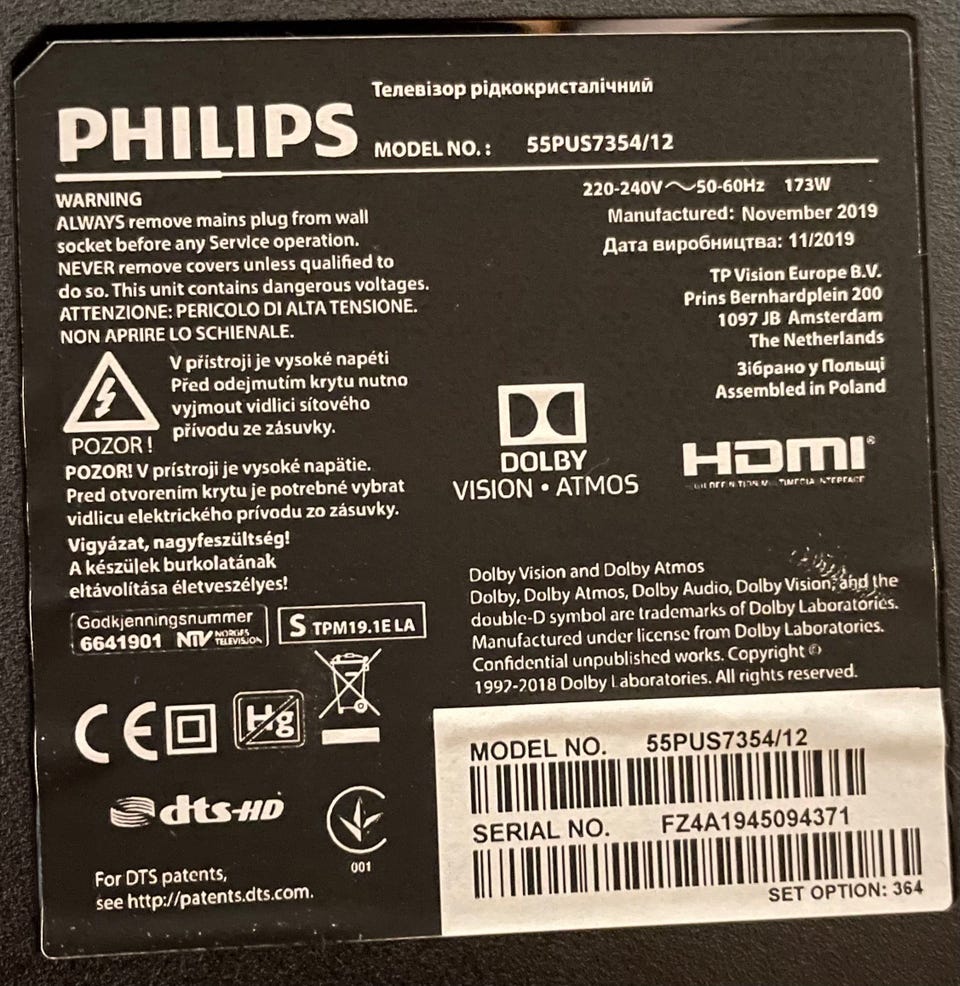 Телевізор рідкокристалічний
PHILIPS MODEL NO. : 55PUS7354/12
220-240V～50-60Hz 173W
Manufactured: November 2019
Дата виробництва: 11/2019
TP Vision Europe B.V.
Prins Bernhardplein 200
1097 JB Amsterdam
The Netherlands
Зібрано у Польщі
Assembled in Poland
WARNING
ALWAYS remove mains plug from wall
socket before any Service operation.
NEVER remove covers unless qualified to
do so. This unit contains dangerous voltages.
ATTENZIONE: PERICOLO DI ALTA TENSIONE.
NON APRIRE LO SCHIENALE.
V přístroji je vysoké napéti
Před odejmutím krytu nutno
vyjmout vidlici sítového
přívodu ze zásuvky.
POZOR !
POZOR! V prístroji je vysoké napätie.
Pred otvorením krytu je potrebné vybrat
vidlicu elektrického prívodu zo zásuvky.
Vigyázat, nagyfeszültség!
A készülek burkolatának
eltávolítása életveszélyes!
DOLBY
VISION • ATMOS
HDMI®
HIGH DEFINITION MULTIMEDIA INTERFACE
Godkjenningsnummer
6641901 NTV NORGES TELEVISION
S TPM19.1E LA
Dolby Vision and Dolby Atmos
Dolby, Dolby Atmos, Dolby Audio, Dolby Vision, and the
double-D symbol are trademarks of Dolby Laboratories.
Manufactured under license from Dolby Laboratories.
Confidential unpublished works. Copyright ©
1992-2018 Dolby Laboratories. All rights reserved.
CE Hg
dts-HD
001
For DTS patents,
see http://patents.dts.com.
MODEL NO. 55PUS7354/12
SERIAL NO. FZ4A1945094371
SET OPTION: 364